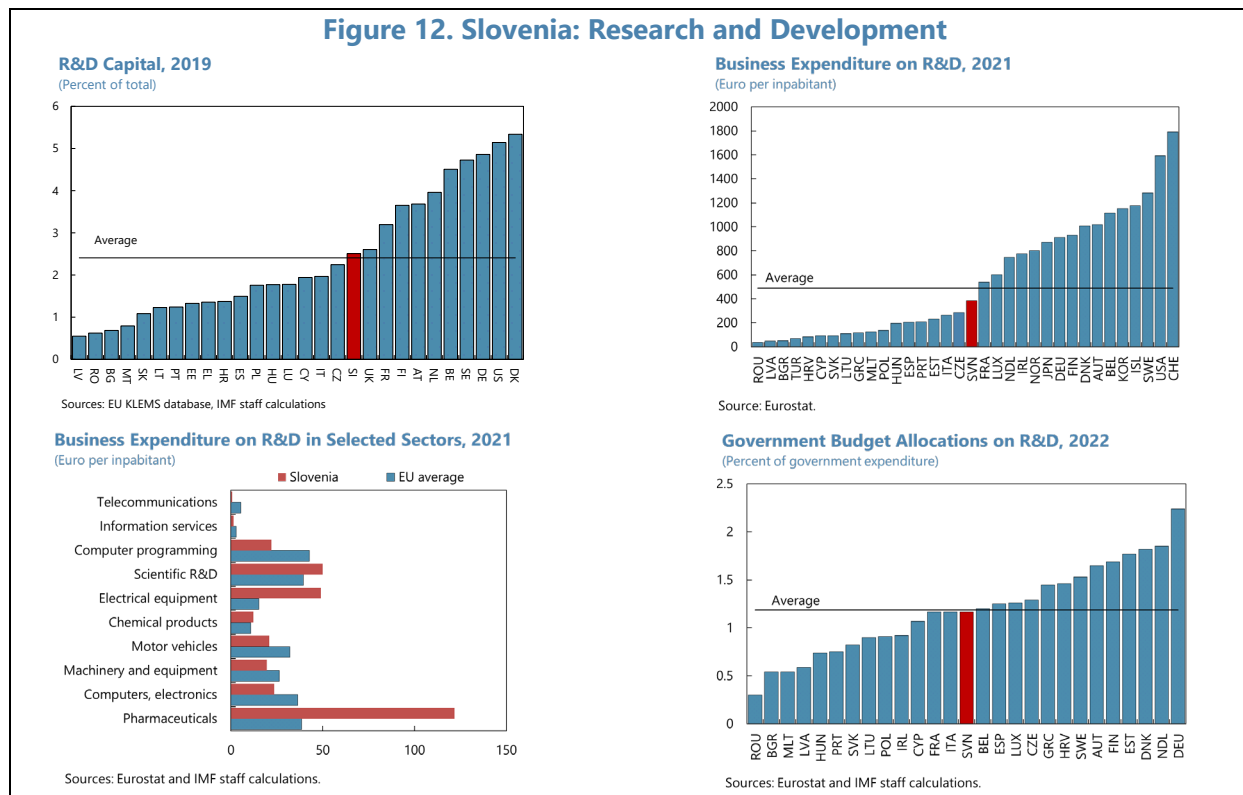 Figure 12. Slovenia: Research and Development
R&D Capital, 2019
(Percent of total)
6
5
4
3
2
1
0
Average
LV RO BG MT SK LT PT EE EL HR ES PL HU LU CY IT CZ SI UK FR FI AT NL BE SE DE US DK
Sources: EU KLEMS database, IMF staff calculations
Business Expenditure on R&D, 2021
(Euro per inpabitant)
2000
1800
1600
1400
1200
1000
800
600
400
200
0
Average
ROU LVA BGR TUR HRV CYP SVK LTU GRC MLT POL HUN ESP PRT EST ITA CZE SVN FRA LUX NDL IRL NOR JPN DEU FIN DNK AUT BEL KOR ISL SWE USA CHE
Source: Eurostat.
Business Expenditure on R&D in Selected Sectors, 2021
(Euro per inpabitant)
Slovenia EU average
Telecommunications
Information services
Computer programming
Scientific R&D
Electrical equipment
Chemical products
Motor vehicles
Machinery and equipment
Computers, electronics
Pharmaceuticals
0 50 100 150
Sources: Eurostat and IMF staff calculations.
Government Budget Allocations on R&D, 2022
(Percent of government expenditure)
2.5
2
1.5
1
0.5
0
Average
ROU BGR MLT LVA HUN PRT SVK LTU POL IRL CYP FRA ITA SVN BEL ESP LUX CZE GRC HRV SWE AUT FIN EST DNK NDL DEU
Sources: Eurostat and IMF staff calculations.